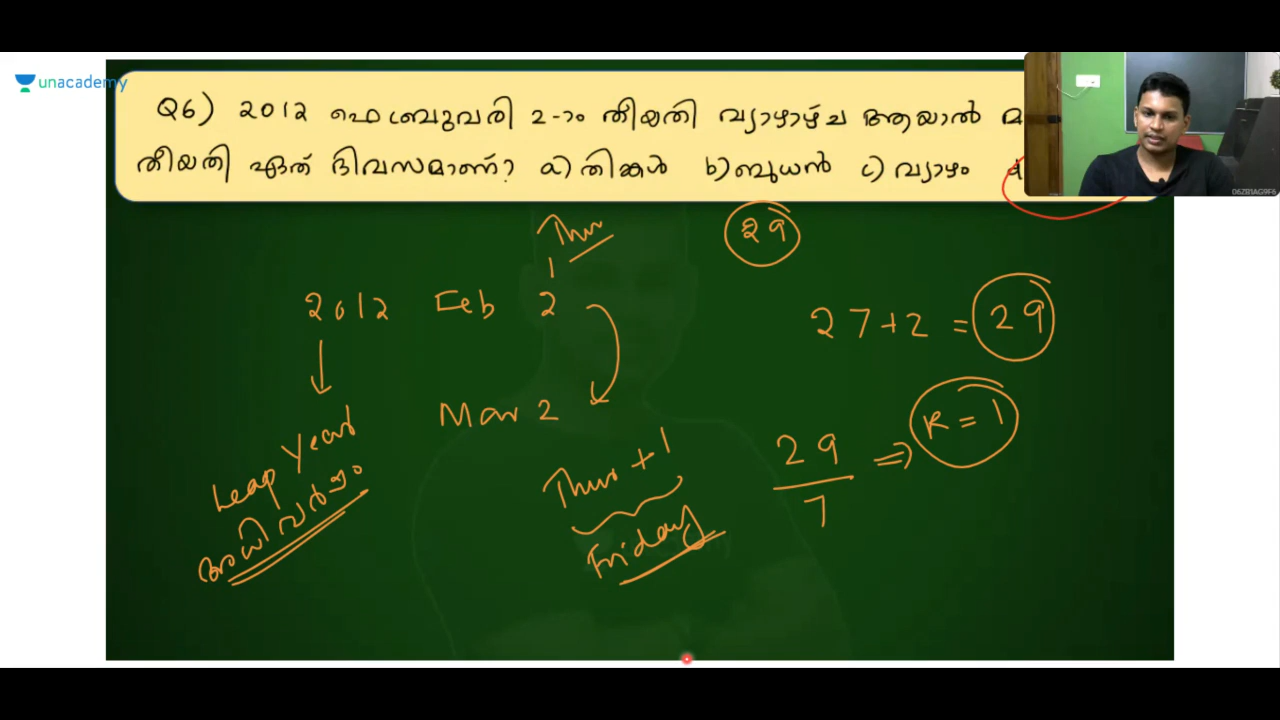 unacademy
Q6) 2012 ഫെബ്രുവരി 2-ാം തീയതി വ്യാഴാഴ്ച ആയാൽ
തീയതി ഏത് ദിവസമാണ്? a) തിങ്കൾ b) ബുധൻ c) വ്യാഴം
06ZB1AG9F6
Thur
29
2012 Feb 2
27+2 = 29
Mar 2
Leap Year
അധിവർഷം
Thur + 1
Friday
29/7 ⇒ R = 1